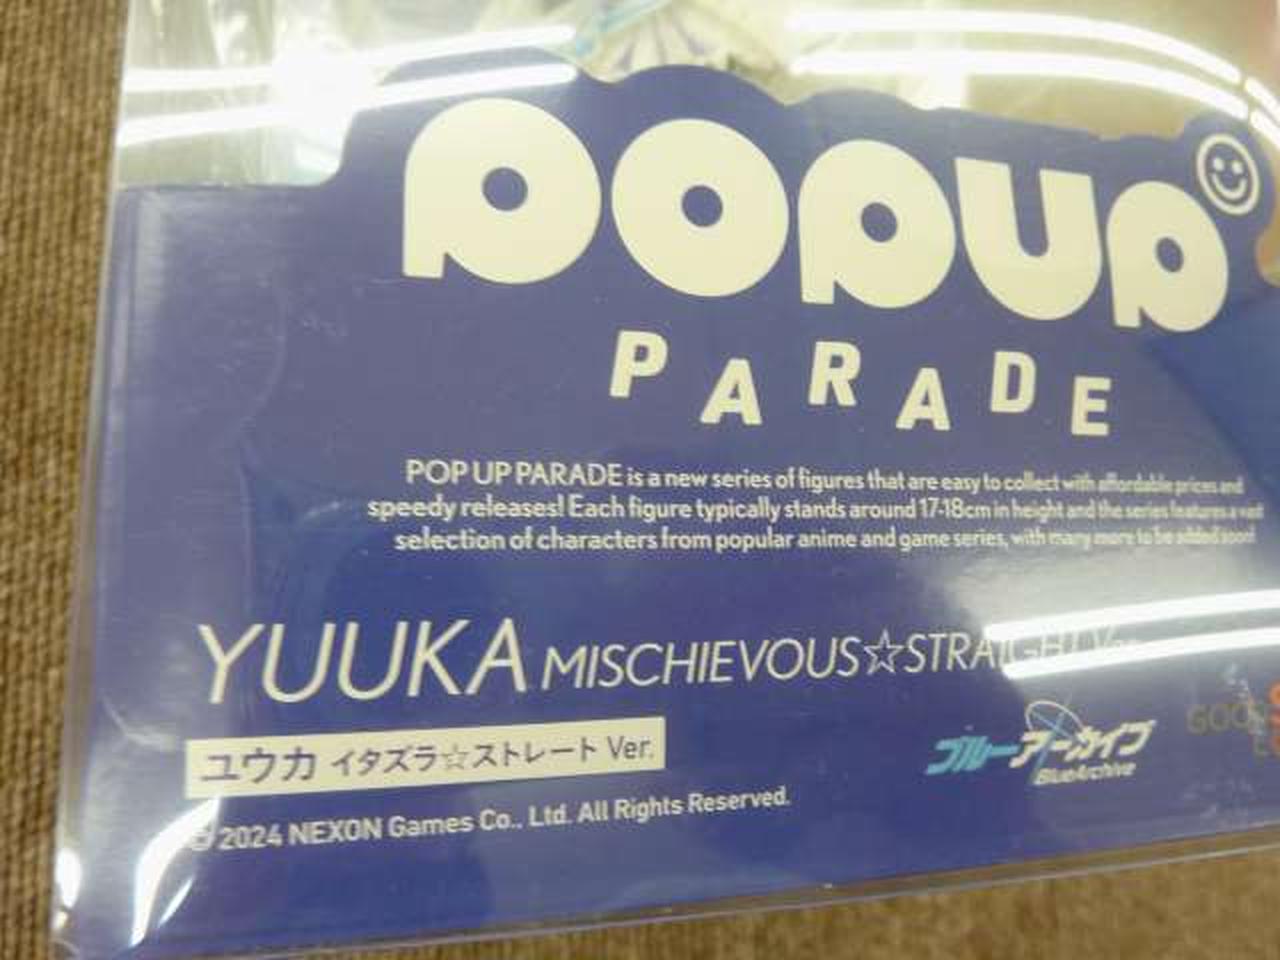 POPUP
PARADE
POP UP PARADE is a new series of figures that are easy to collect with affordable prices and
speedy releases! Each figure typically stands around 17-18cm in height and the series features a vast
selection of characters from popular anime and game series, with many more to be added soon!
YUUKA MISCHIEVOUS☆STRAIGHT Ver.
ユウカ イタズラ☆ストレート Ver.
ブルーアーカイブ
BlueArchive
GOO
© 2024 NEXON Games Co., Ltd. All Rights Reserved.